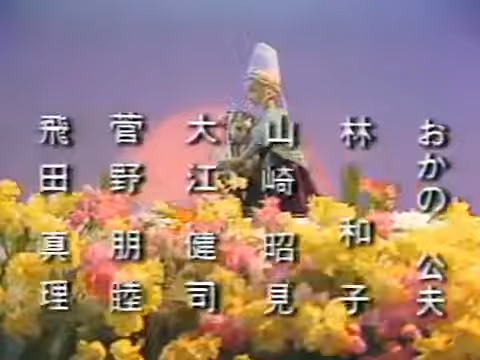 おかの 公夫
林 和子
山崎 昭見
大江 健司
菅野 朋睦
飛田 真理